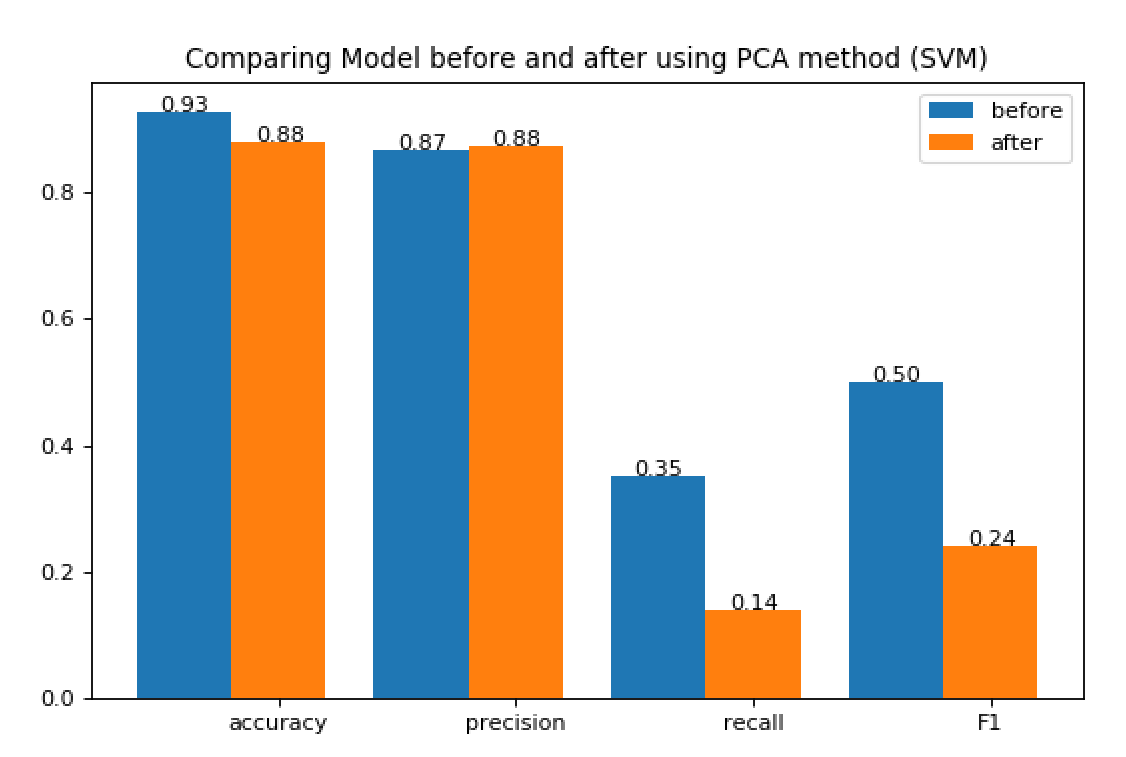 Comparing Model before and after using PCA method (SVM)
before
after
0.93
0.88
0.87
0.88
0.35
0.14
0.50
0.24
0.8
0.6
0.4
0.2
0.0
accuracy
precision
recall
F1